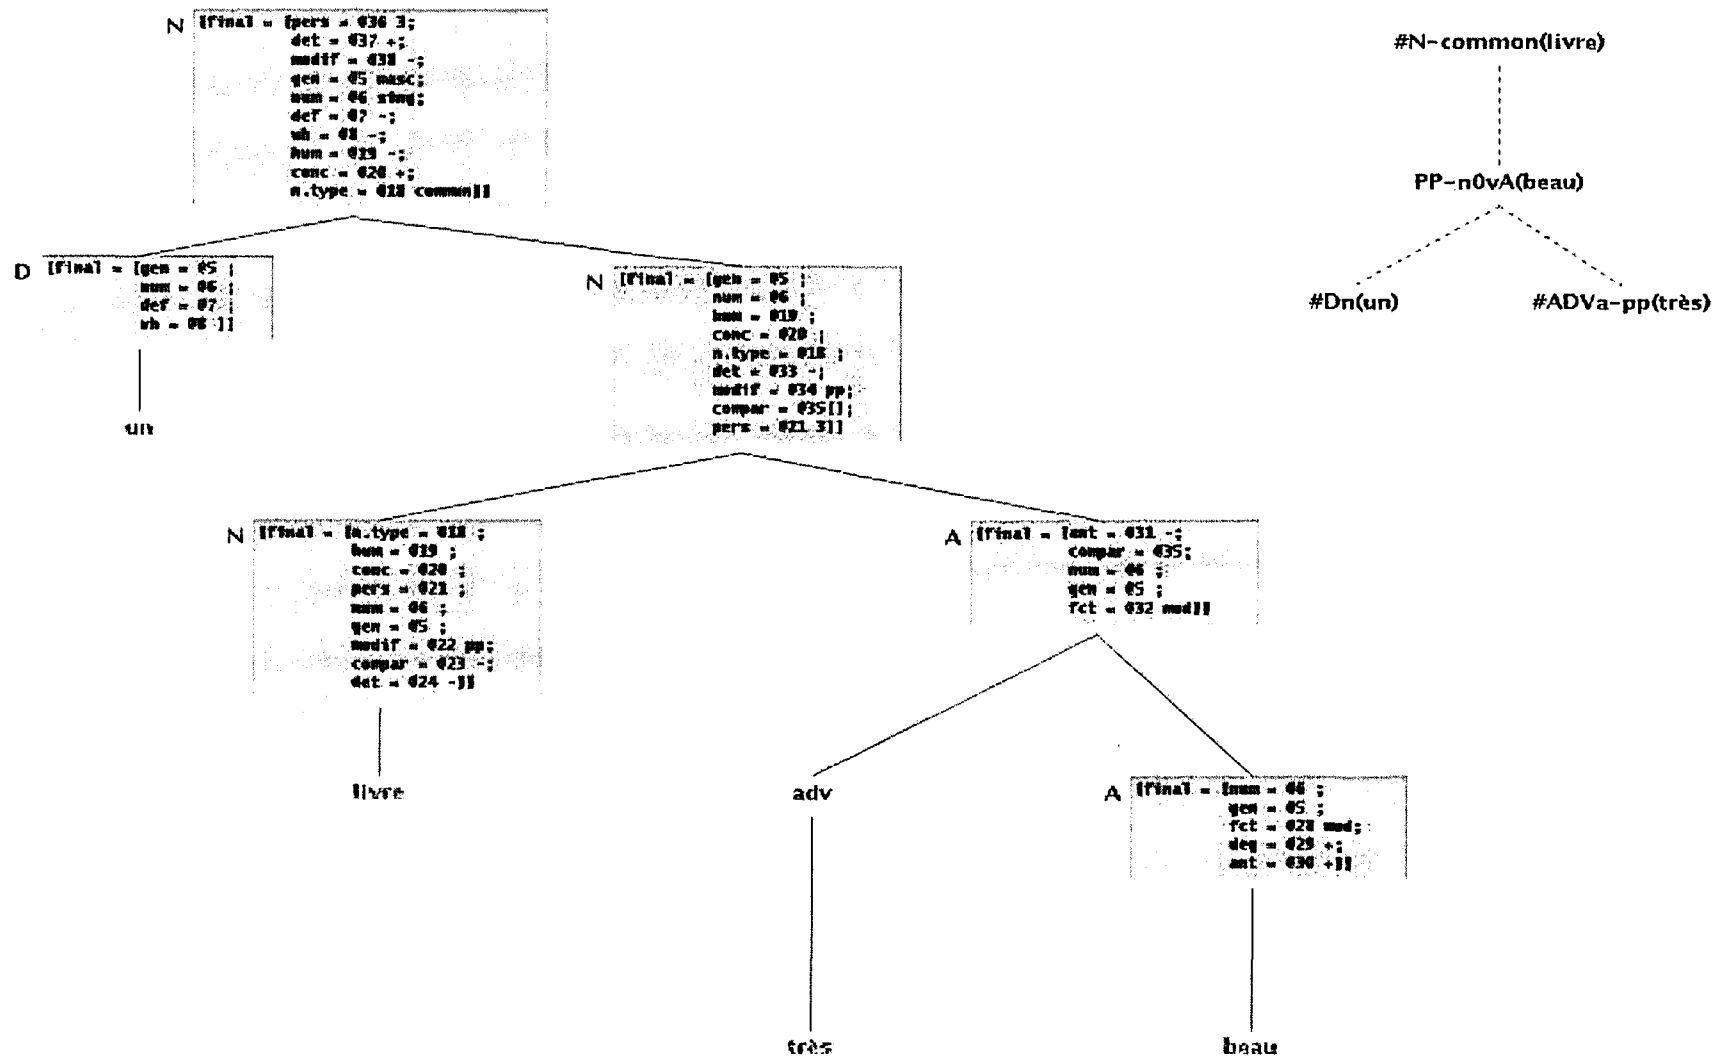 N [final = [pers = @36 3;
det = @37 +;
modif = @38 -;
gen = @5 masc;
num = @6 sing;
def = @7 -;
wh = @8 -;
hum = @19 -;
conc = @20 +;
n.type = @18 commun]]
#N-common(livre)
PP-n0vA(beau)
#Dn(un) #ADVa-pp(très)
D [final = [gen = @5 ;
num = @6 ;
def = @7 ;
wh = @8 ]]
un
N [final = [gen = @5 ;
num = @6 ;
hum = @19 ;
conc = @20 ;
n.type = @18 ;
det = @33 -;
modif = @34 pp;
compar = @35[];
pers = @21 3]]
N [final = [n.type = @18 ;
hum = @19 ;
conc = @20 ;
pers = @21 ;
num = @6 ;
gen = @5 ;
modif = @22 pp;
compar = @23 -;
det = @24 -]]
livre
A [final = [ant = @31 -;
compar = @35;
num = @6 ;
gen = @5 ;
fct = @32 mod]]
adv
très
A [final = [num = @6 ;
gen = @5 ;
fct = @28 mod;
deg = @29 +;
ant = @30 +]]
beau